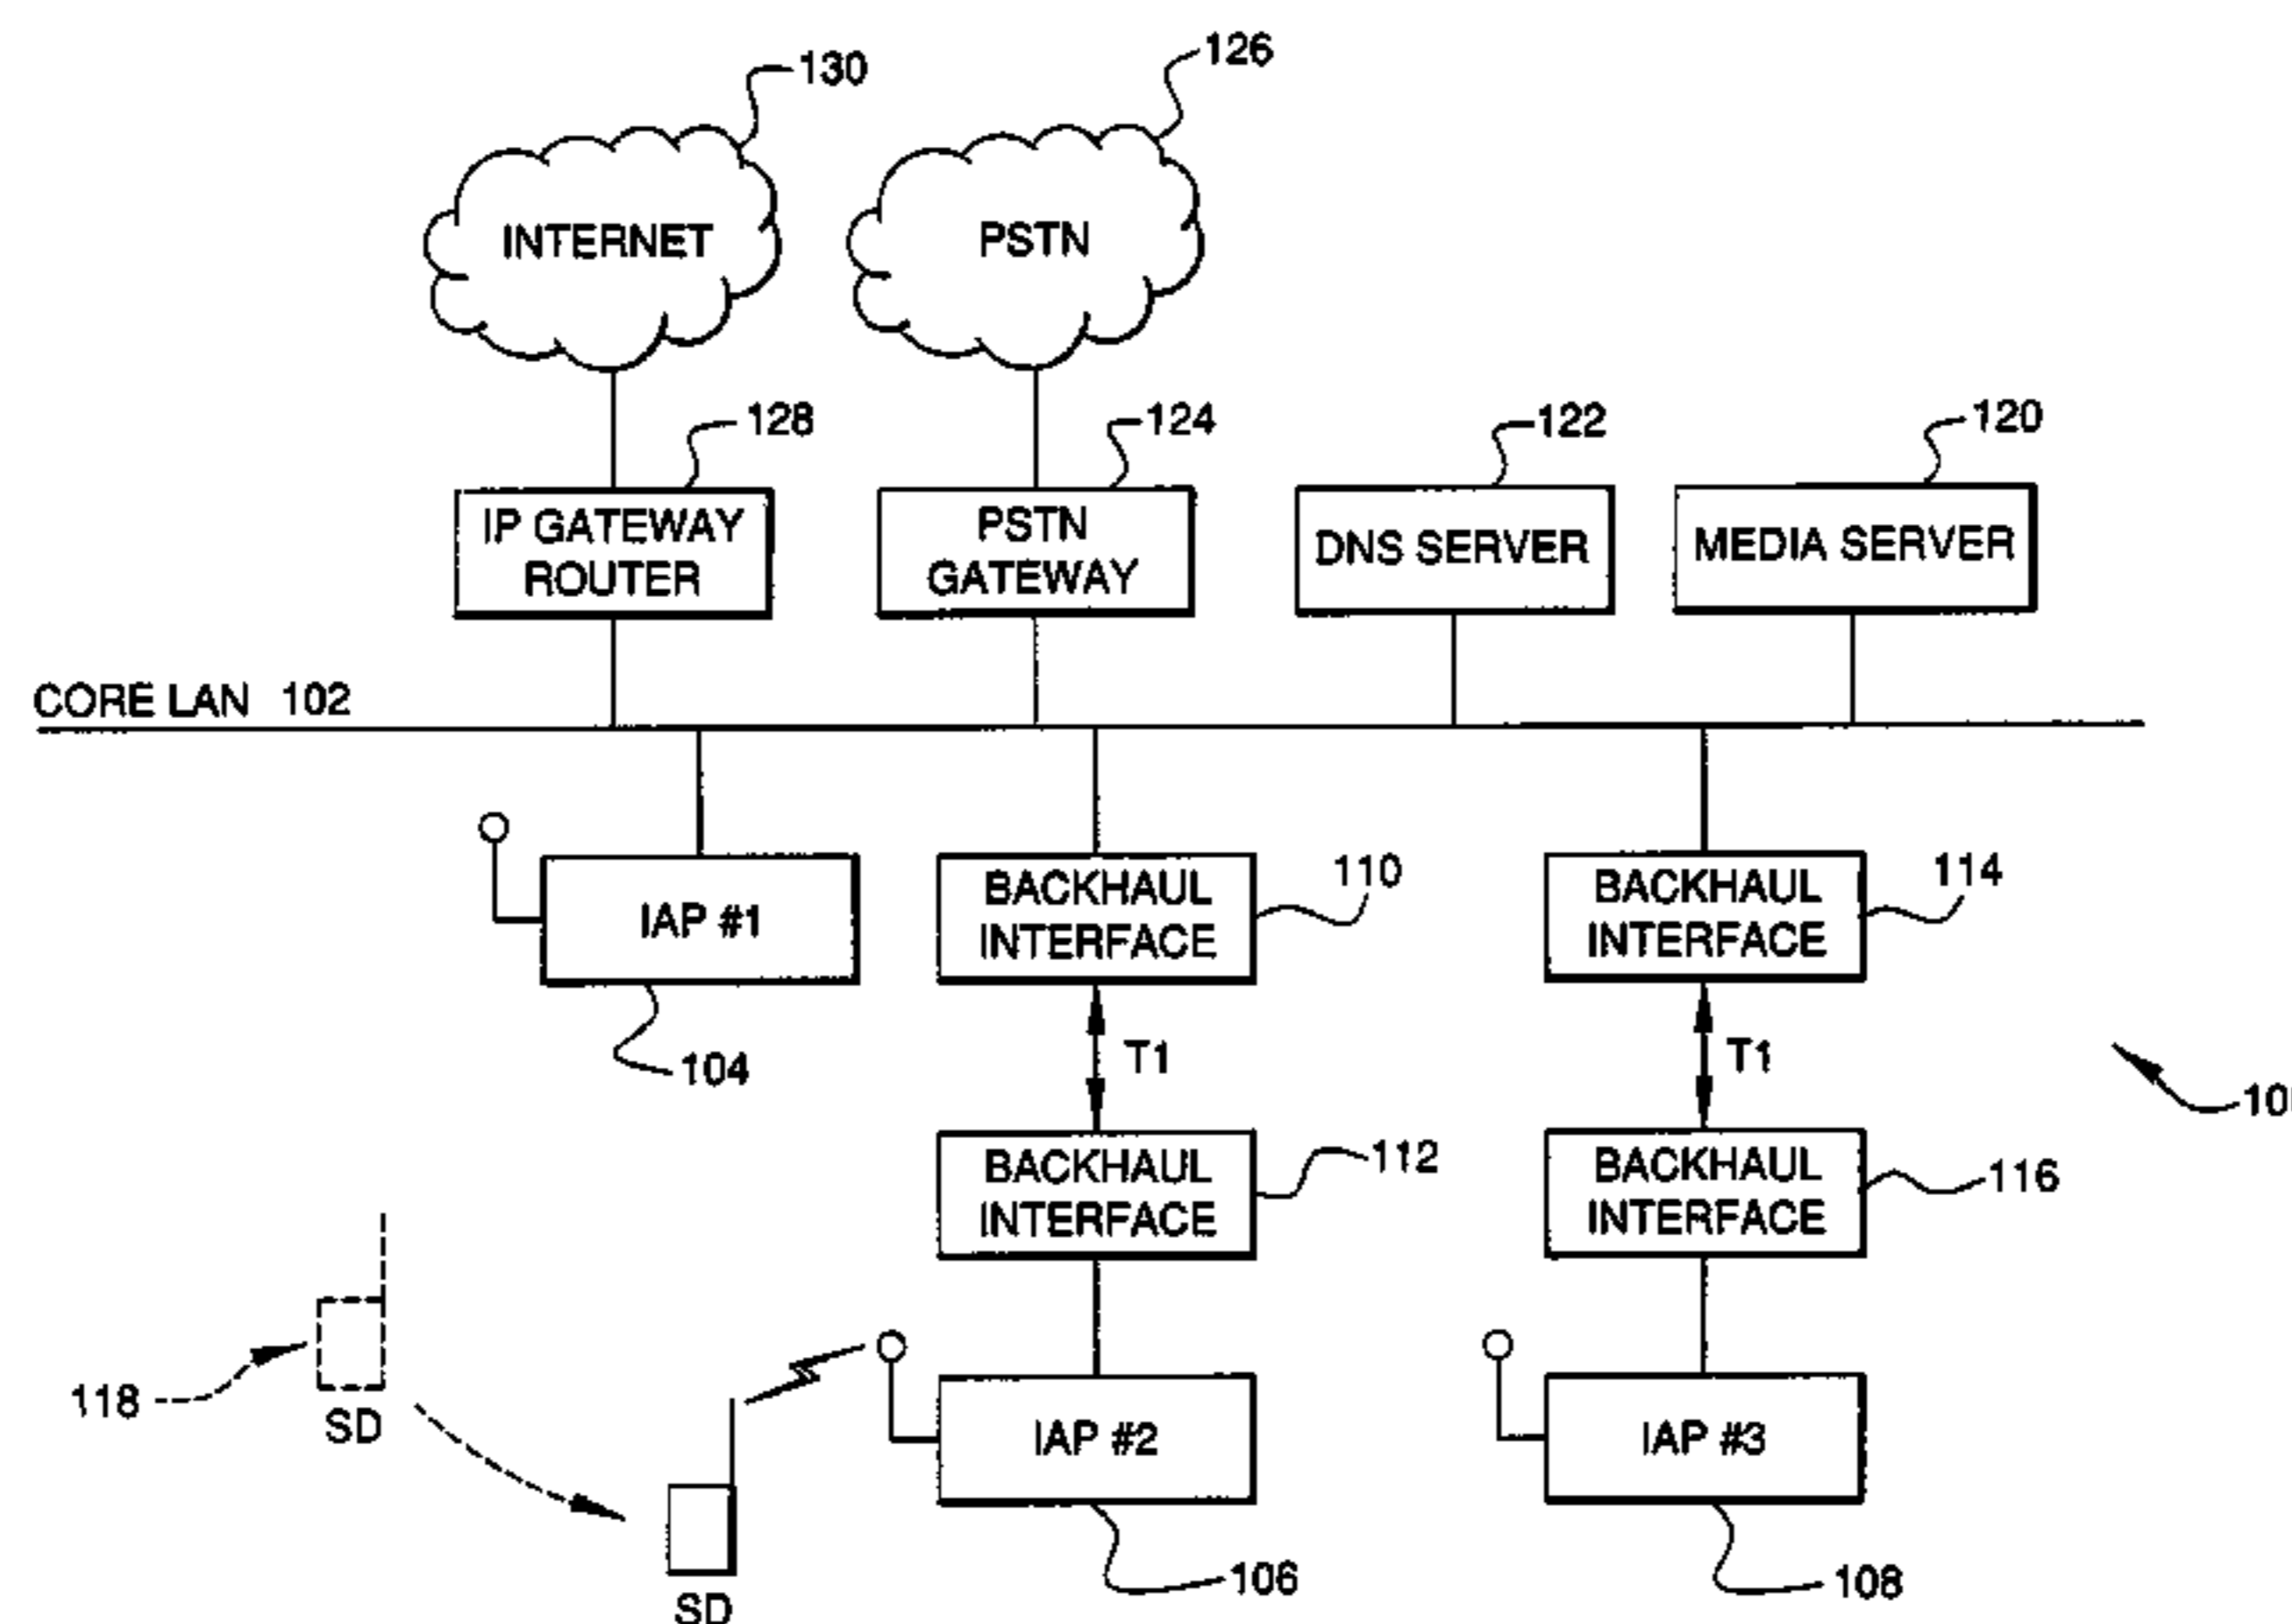 130
126
INTERNET
PSTN
128
124
122
120
IP GATEWAY
ROUTER
PSTN
GATEWAY
DNS SERVER
MEDIA SERVER
CORE LAN 102
IAP #1
104
BACKHAUL
INTERFACE
110
BACKHAUL
INTERFACE
114
T1
T1
BACKHAUL
INTERFACE
112
BACKHAUL
INTERFACE
116
118
SD
SD
IAP #2
106
IAP #3
108